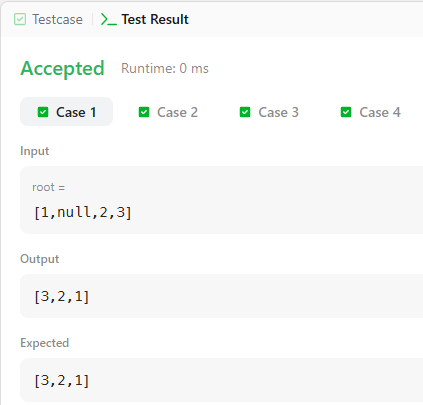 Testcase Test Result
Accepted Runtime: 0 ms
Case 1 Case 2 Case 3 Case 4
Input
root =
[1,null,2,3]
Output
[3,2,1]
Expected
[3,2,1]